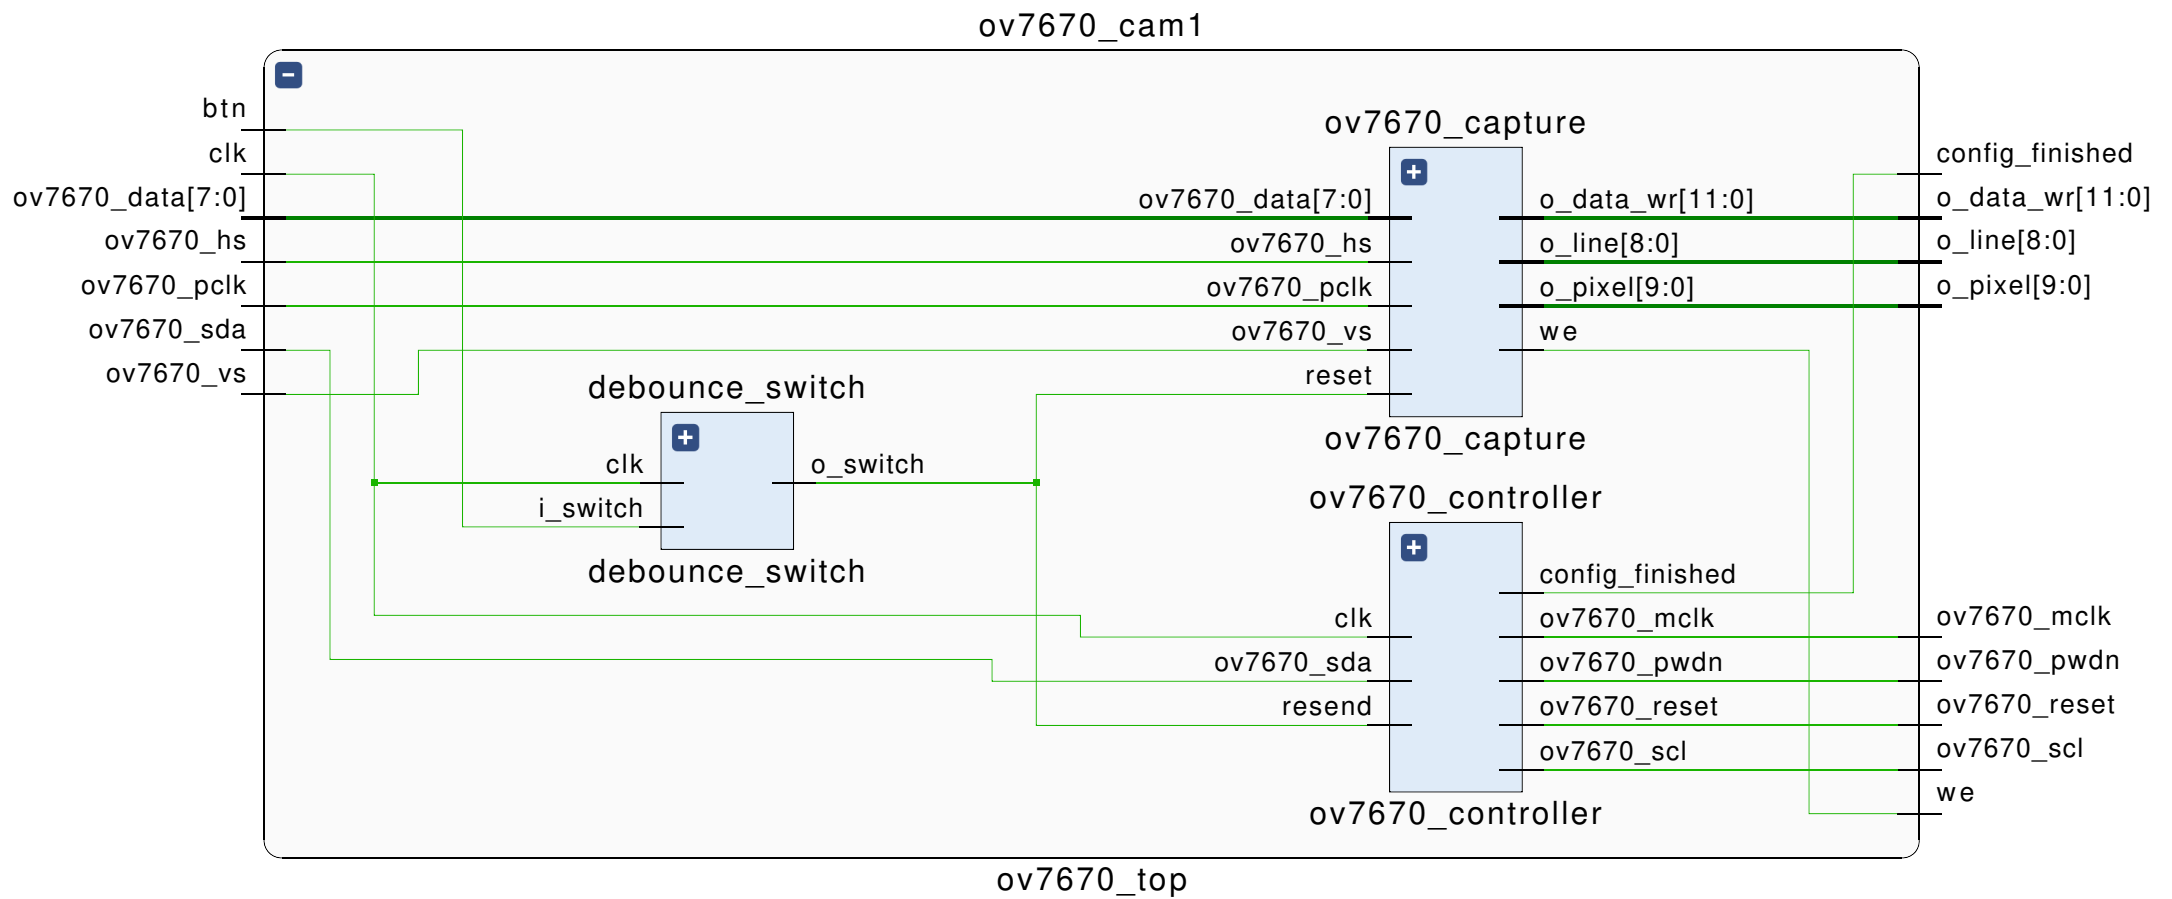 ov7670_cam1
btn
clk
ov7670_data[7:0]
ov7670_hs
ov7670_pclk
ov7670_sda
ov7670_vs
debounce_switch
clk
i_switch
o_switch
debounce_switch
ov7670_capture
ov7670_data[7:0]
ov7670_hs
ov7670_pclk
ov7670_vs
reset
o_data_wr[11:0]
o_line[8:0]
o_pixel[9:0]
we
ov7670_capture
ov7670_controller
clk
ov7670_sda
resend
config_finished
ov7670_mclk
ov7670_pwdn
ov7670_reset
ov7670_scl
ov7670_controller
config_finished
o_data_wr[11:0]
o_line[8:0]
o_pixel[9:0]
ov7670_mclk
ov7670_pwdn
ov7670_reset
ov7670_scl
we
ov7670_top